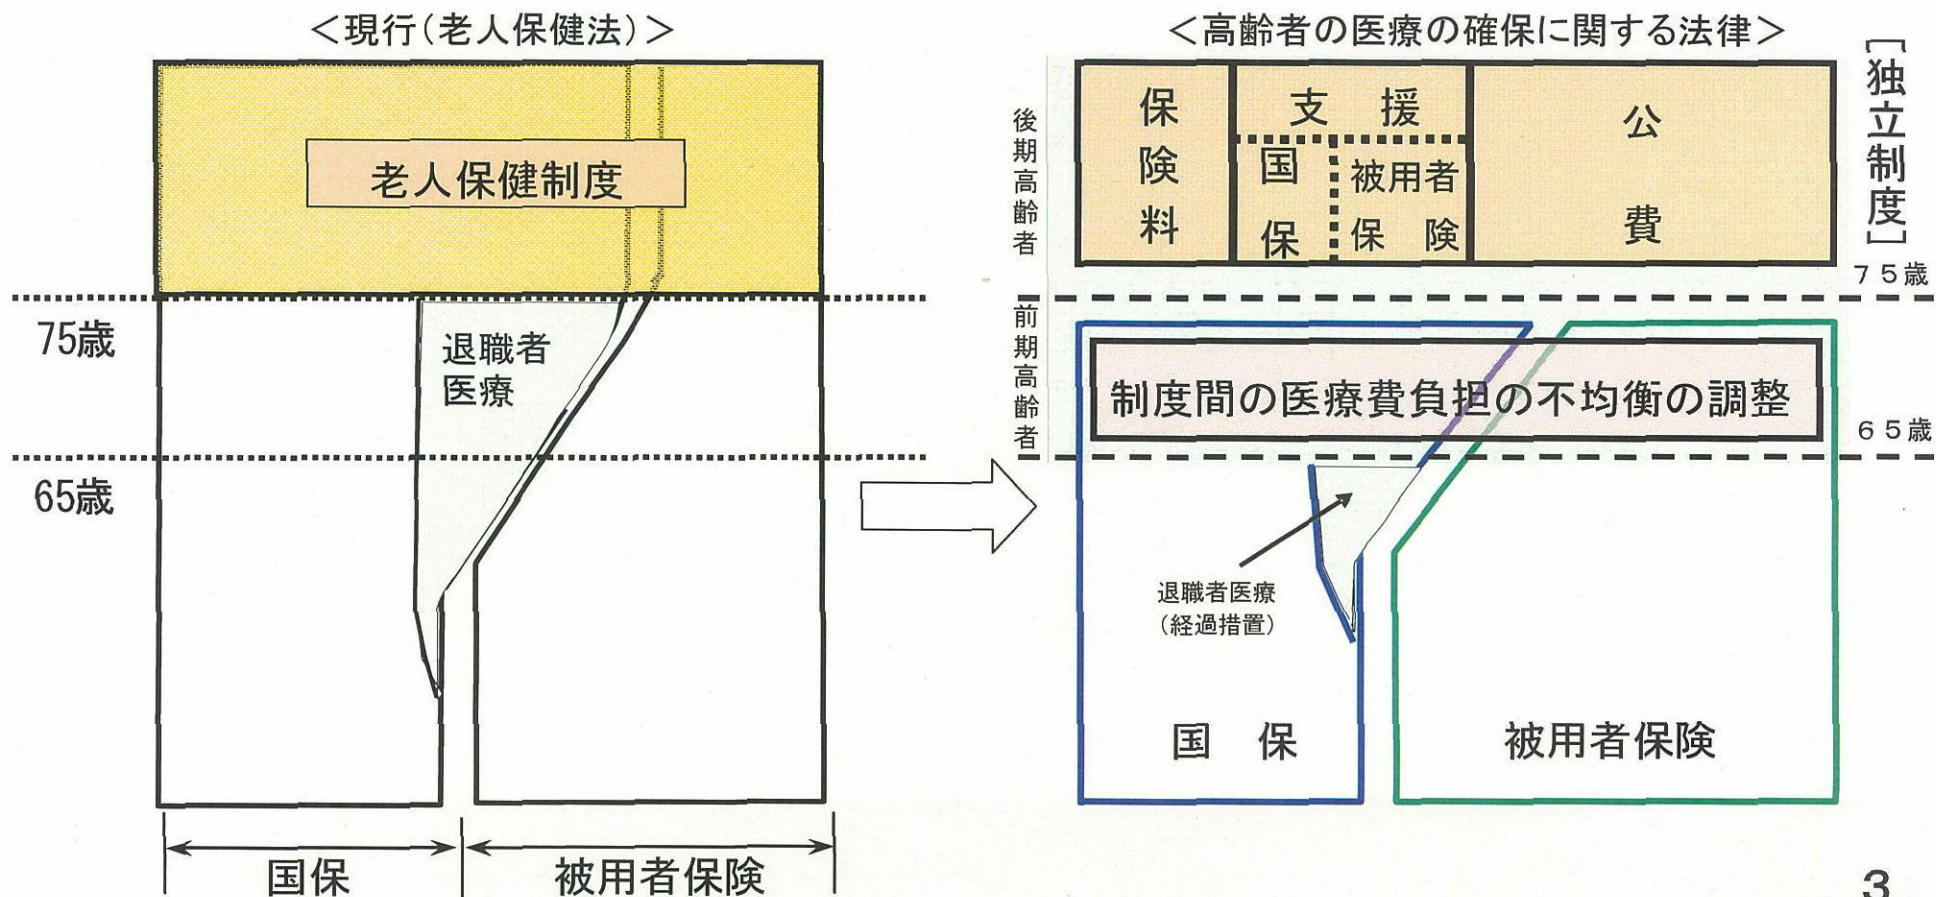 ＜現行（老人保健法）＞
老人保健制度
75歳
退職者
医療
65歳
国保
被用者保険
＜高齢者の医療の確保に関する法律＞
［独立制度］
後期高齢者
保険料
支　援
国保
被用者
保　険
公費
７５歳
前期高齢者
制度間の医療費負担の不均衡の調整
６５歳
退職者医療
（経過措置）
国　保
被用者保険
3